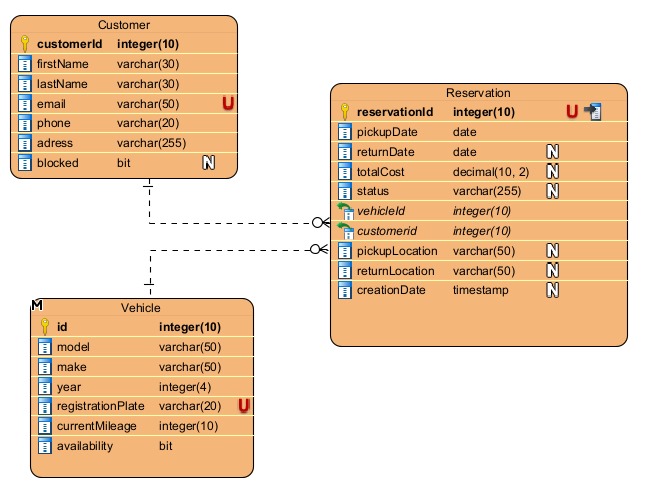 Customer
customerId integer(10)
firstName varchar(30)
lastName varchar(30)
email varchar(50) U
phone varchar(20)
adress varchar(255)
blocked bit N
Reservation
reservationId integer(10) U
pickupDate date
returnDate date N
totalCost decimal(10, 2) N
status varchar(255) N
vehicleId integer(10)
customerid integer(10)
pickupLocation varchar(50) N
returnLocation varchar(50) N
creationDate timestamp N
M
Vehicle
id integer(10)
model varchar(50)
make varchar(50)
year integer(4)
registrationPlate varchar(20) U
currentMileage integer(10)
availability bit